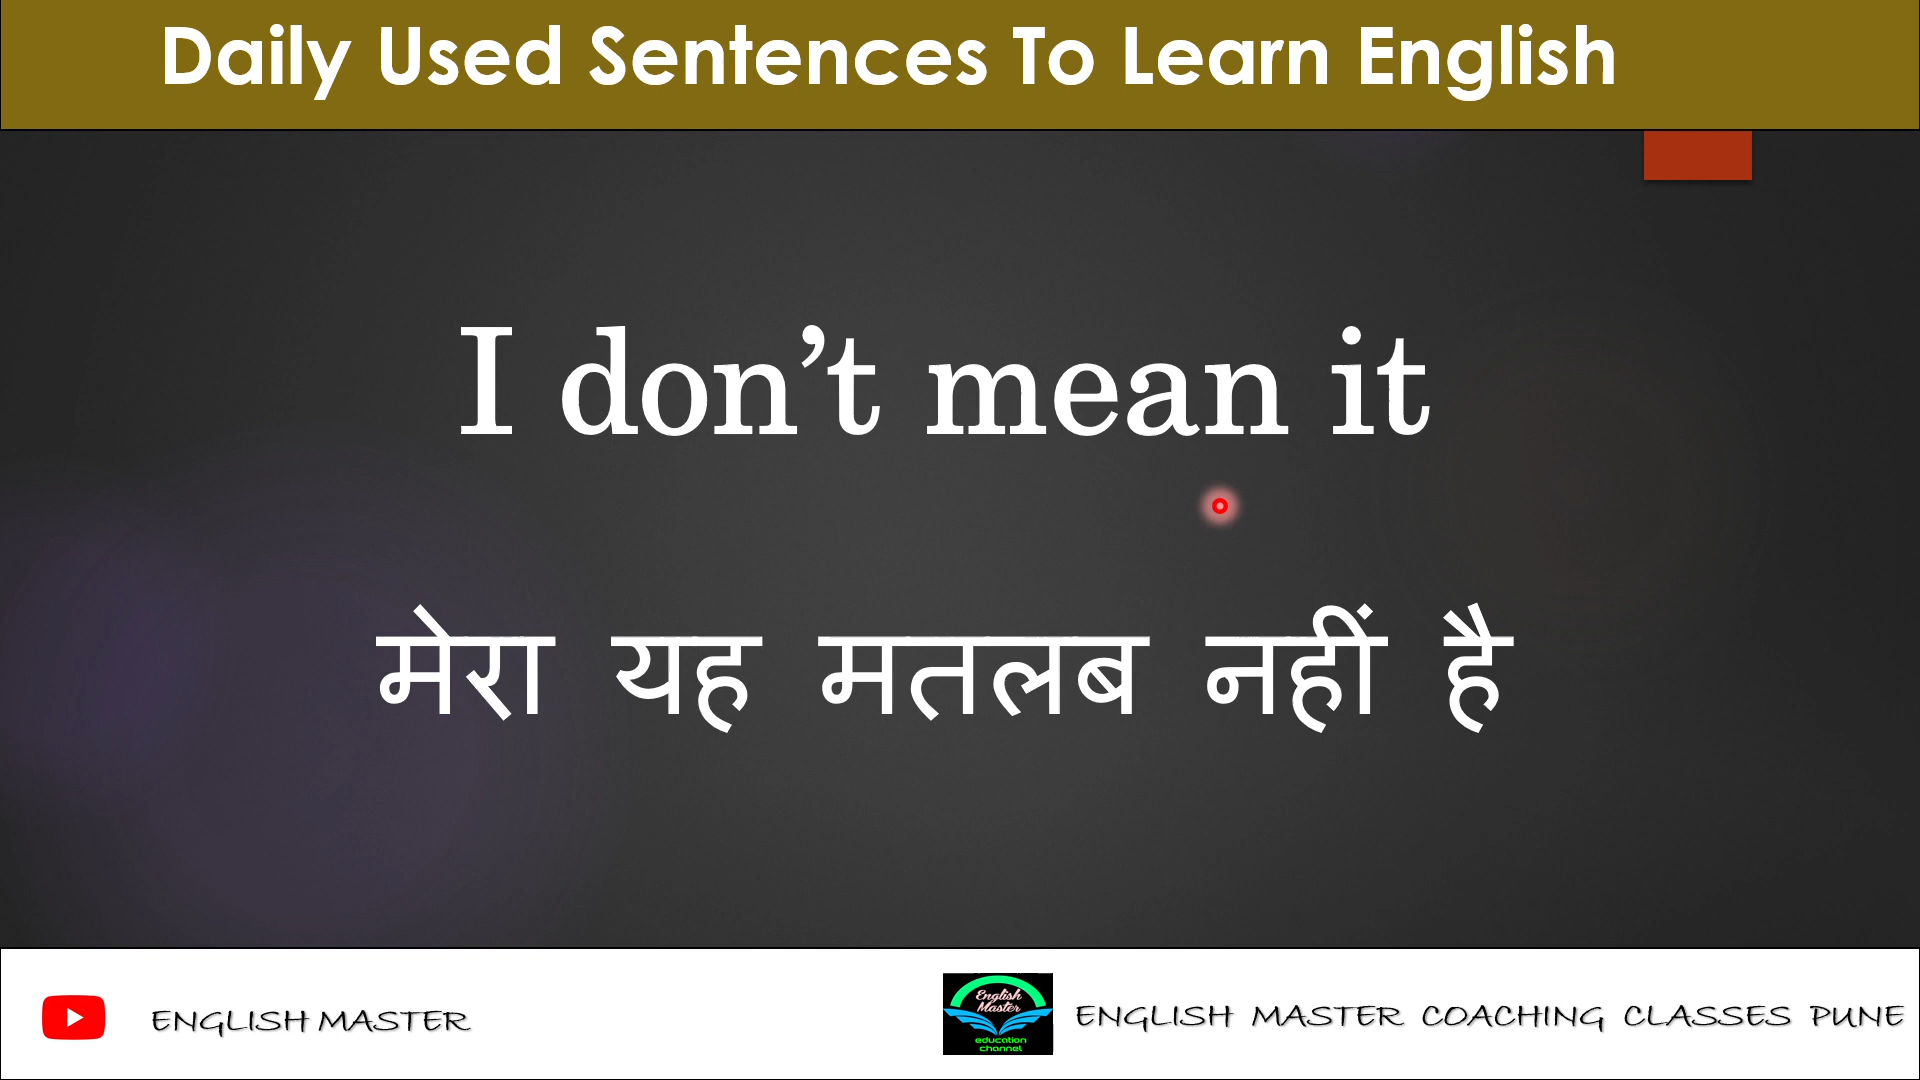 Daily Used Sentences To Learn English
I don’t mean it
मेरा यह मतलब नहीं है
ENGLISH MASTER
English
Master
education
channel
ENGLISH MASTER COACHING CLASSES PUNE